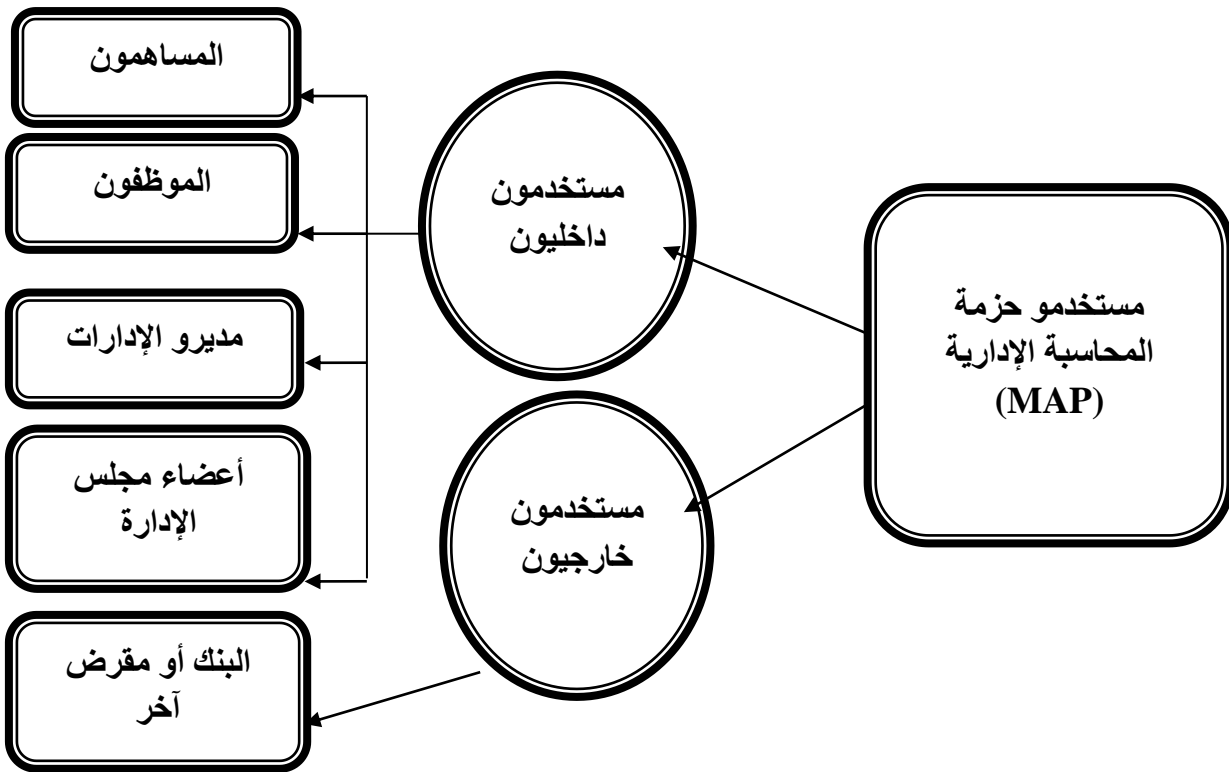 مستخدمو حزمة
المحاسبة الإدارية
(MAP)
مستخدمون
داخليون
المساهمون
الموظفون
مديرو الإدارات
أعضاء مجلس
الإدارة
مستخدمون
خارجيون
البنك أو مقرض
آخر